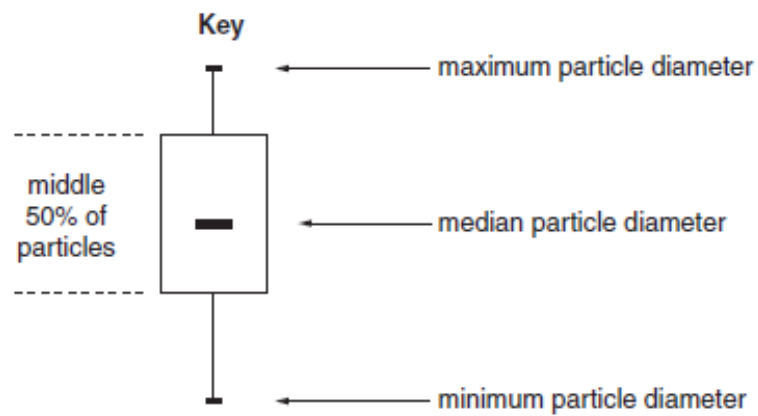 Key
maximum particle diameter
middle
50% of
particles
median particle diameter
minimum particle diameter